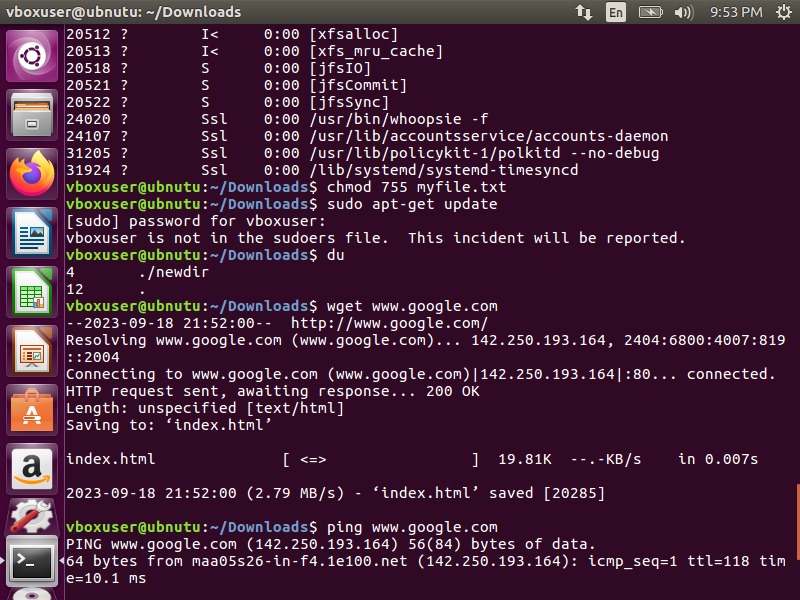 vboxuser@ubnutu: ~/Downloads En 9:53 PM
20512 ? I< 0:00 [xfsalloc]
20513 ? I< 0:00 [xfs_mru_cache]
20518 ? S 0:00 [jfsIO]
20521 ? S 0:00 [jfsCommit]
20522 ? S 0:00 [jfsSync]
24020 ? Ssl 0:00 /usr/bin/whoopsie -f
24107 ? Ssl 0:00 /usr/lib/accountsservice/accounts-daemon
31205 ? Ssl 0:00 /usr/lib/policykit-1/polkitd --no-debug
31924 ? Ssl 0:00 /lib/systemd/systemd-timesyncd
vboxuser@ubnutu:~/Downloads$ chmod 755 myfile.txt
vboxuser@ubnutu:~/Downloads$ sudo apt-get update
[sudo] password for vboxuser:
vboxuser is not in the sudoers file.  This incident will be reported.
vboxuser@ubnutu:~/Downloads$ du
4 ./newdir
12 .
vboxuser@ubnutu:~/Downloads$ wget www.google.com
--2023-09-18 21:52:00--  http://www.google.com/
Resolving www.google.com (www.google.com)... 142.250.193.164, 2404:6800:4007:819
::2004
Connecting to www.google.com (www.google.com)|142.250.193.164|:80... connected.
HTTP request sent, awaiting response... 200 OK
Length: unspecified [text/html]
Saving to: ‘index.html’
index.html [ <=> ] 19.81K --.-KB/s in 0.007s
2023-09-18 21:52:00 (2.79 MB/s) - ‘index.html’ saved [20285]
vboxuser@ubnutu:~/Downloads$ ping www.google.com
PING www.google.com (142.250.193.164) 56(84) bytes of data.
64 bytes from maa05s26-in-f4.1e100.net (142.250.193.164): icmp_seq=1 ttl=118 tim
e=10.1 ms